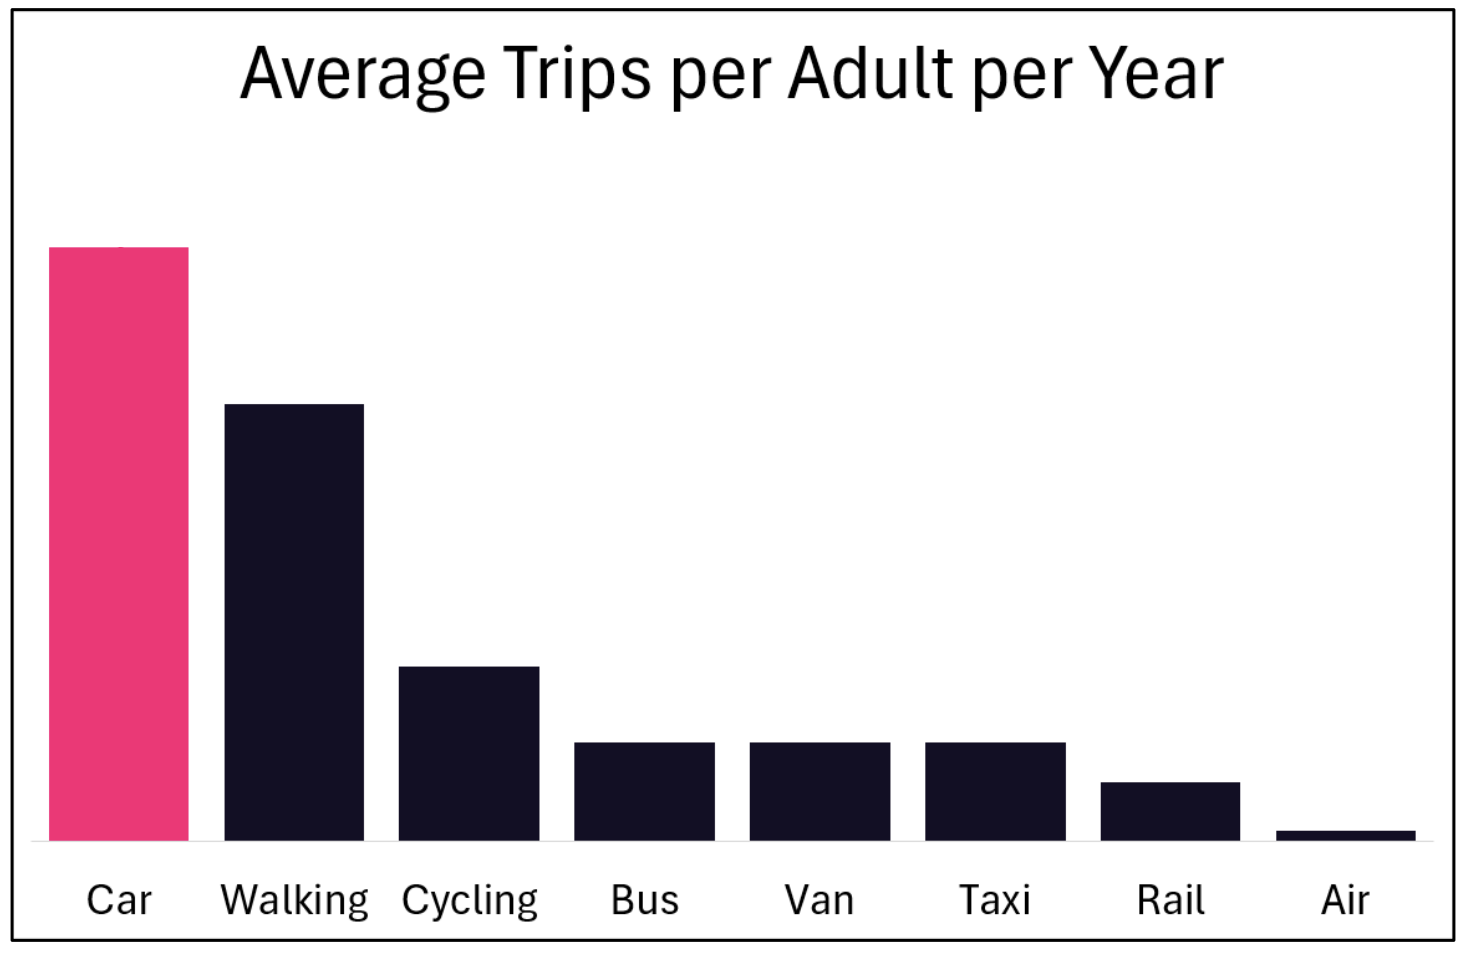 Average Trips per Adult per Year
Car Walking Cycling Bus Van Taxi Rail Air